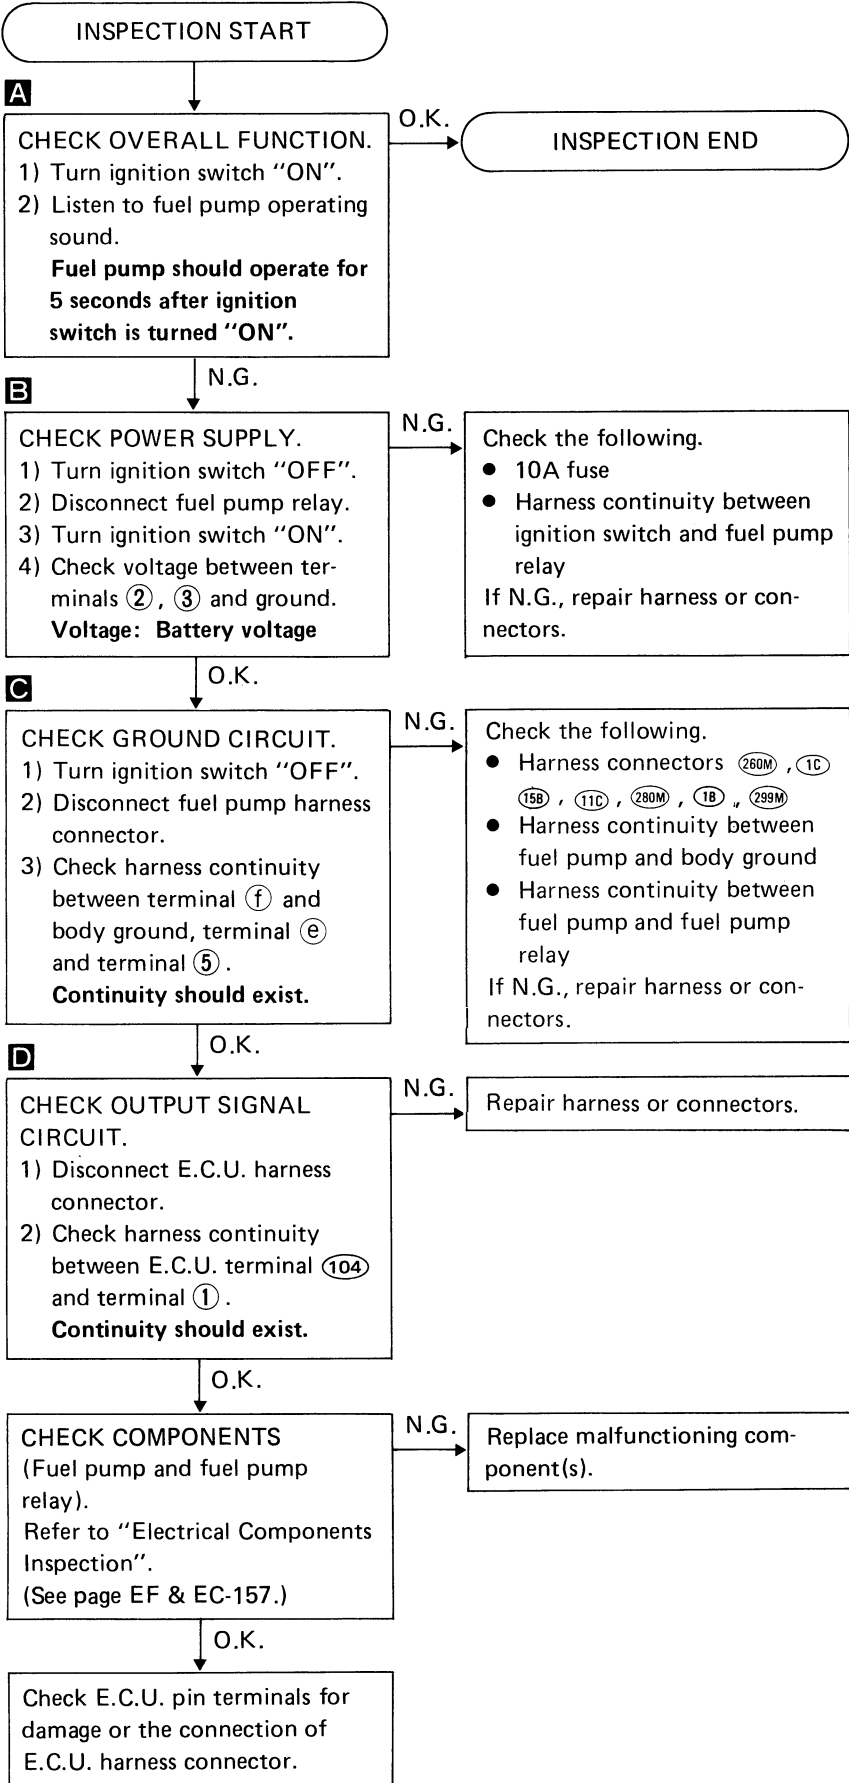 INSPECTION START
A
CHECK OVERALL FUNCTION.
1) Turn ignition switch "ON".
2) Listen to fuel pump operating
sound.
Fuel pump should operate for
5 seconds after ignition
switch is turned "ON".
O.K.
INSPECTION END
N.G.
B
CHECK POWER SUPPLY.
1) Turn ignition switch "OFF".
2) Disconnect fuel pump relay.
3) Turn ignition switch "ON".
4) Check voltage between ter-
minals ②, ③ and ground.
Voltage: Battery voltage
N.G.
Check the following.
● 10A fuse
● Harness continuity between
ignition switch and fuel pump
relay
If N.G., repair harness or con-
nectors.
O.K.
C
CHECK GROUND CIRCUIT.
1) Turn ignition switch "OFF".
2) Disconnect fuel pump harness
connector.
3) Check harness continuity
between terminal ⓕ and
body ground, terminal ⓔ
and terminal ⑤.
Continuity should exist.
N.G.
Check the following.
● Harness connectors 260M, 1C
15B, 11C, 280M, 1B, 299M
● Harness continuity between
fuel pump and body ground
● Harness continuity between
fuel pump and fuel pump
relay
If N.G., repair harness or con-
nectors.
O.K.
D
CHECK OUTPUT SIGNAL
CIRCUIT.
1) Disconnect E.C.U. harness
connector.
2) Check harness continuity
between E.C.U. terminal 104
and terminal ①.
Continuity should exist.
N.G.
Repair harness or connectors.
O.K.
CHECK COMPONENTS
(Fuel pump and fuel pump
relay).
Refer to "Electrical Components
Inspection".
(See page EF & EC-157.)
N.G.
Replace malfunctioning com-
ponent(s).
O.K.
Check E.C.U. pin terminals for
damage or the connection of
E.C.U. harness connector.